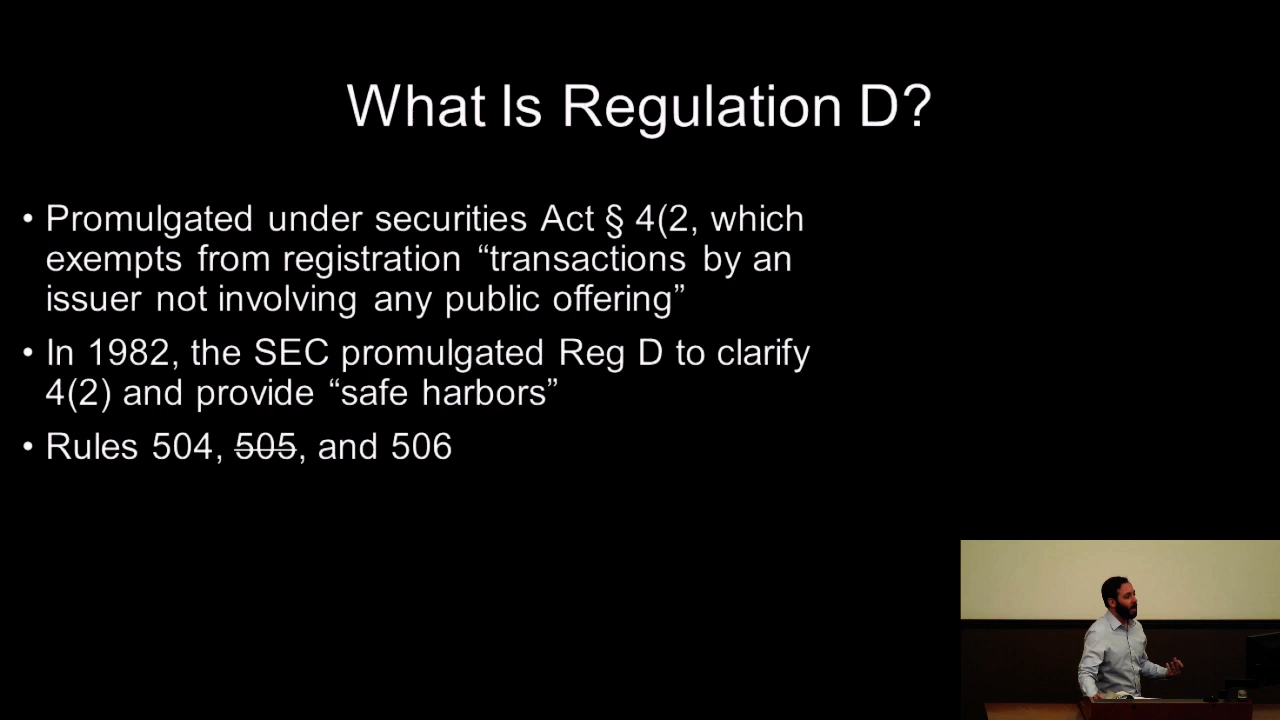 What Is Regulation D?
• Promulgated under securities Act § 4(2, which
exempts from registration “transactions by an
issuer not involving any public offering”
• In 1982, the SEC promulgated Reg D to clarify
4(2) and provide “safe harbors”
• Rules 504, 505, and 506